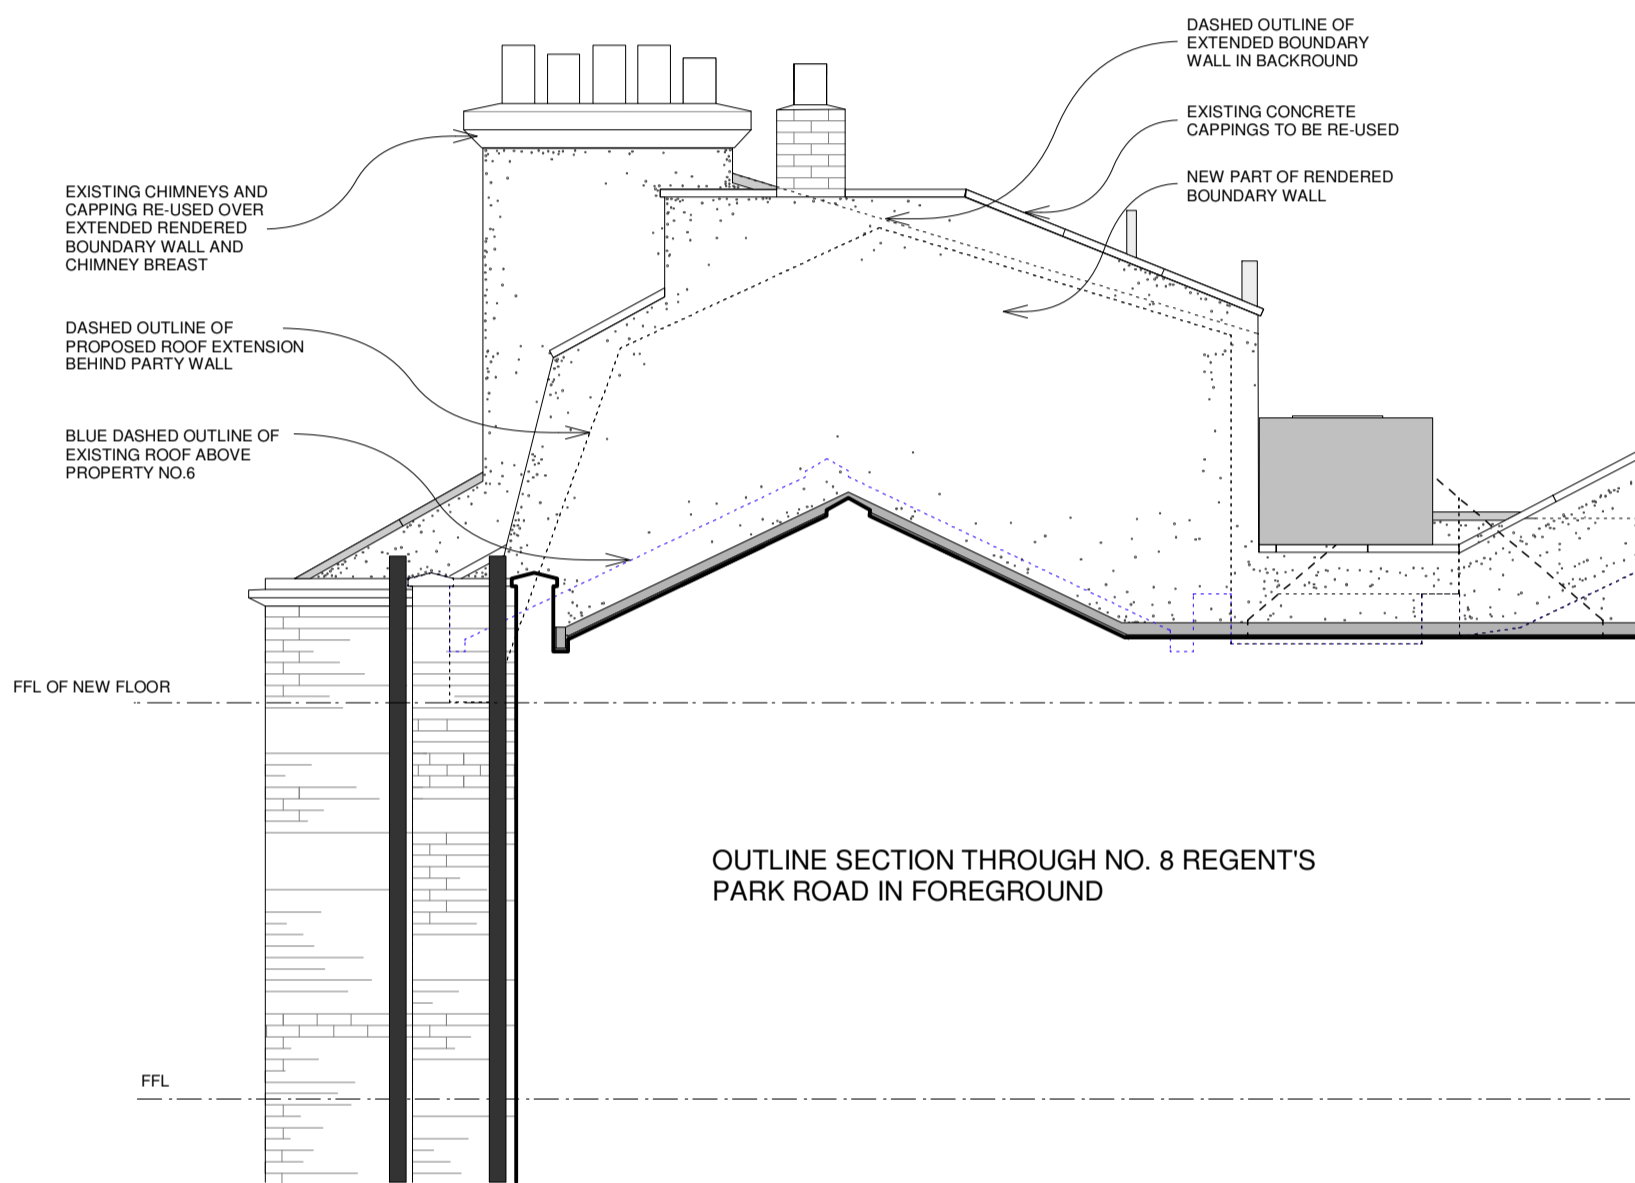 DASHED OUTLINE OF
EXTENDED BOUNDARY
WALL IN BACKROUND
EXISTING CONCRETE
CAPPINGS TO BE RE-USED
NEW PART OF RENDERED
BOUNDARY WALL
EXISTING CHIMNEYS AND
CAPPING RE-USED OVER
EXTENDED RENDERED
BOUNDARY WALL AND
CHIMNEY BREAST
DASHED OUTLINE OF
PROPOSED ROOF EXTENSION
BEHIND PARTY WALL
BLUE DASHED OUTLINE OF
EXISTING ROOF ABOVE
PROPERTY NO.6
FFL OF NEW FLOOR
OUTLINE SECTION THROUGH NO. 8 REGENT'S
PARK ROAD IN FOREGROUND
FFL